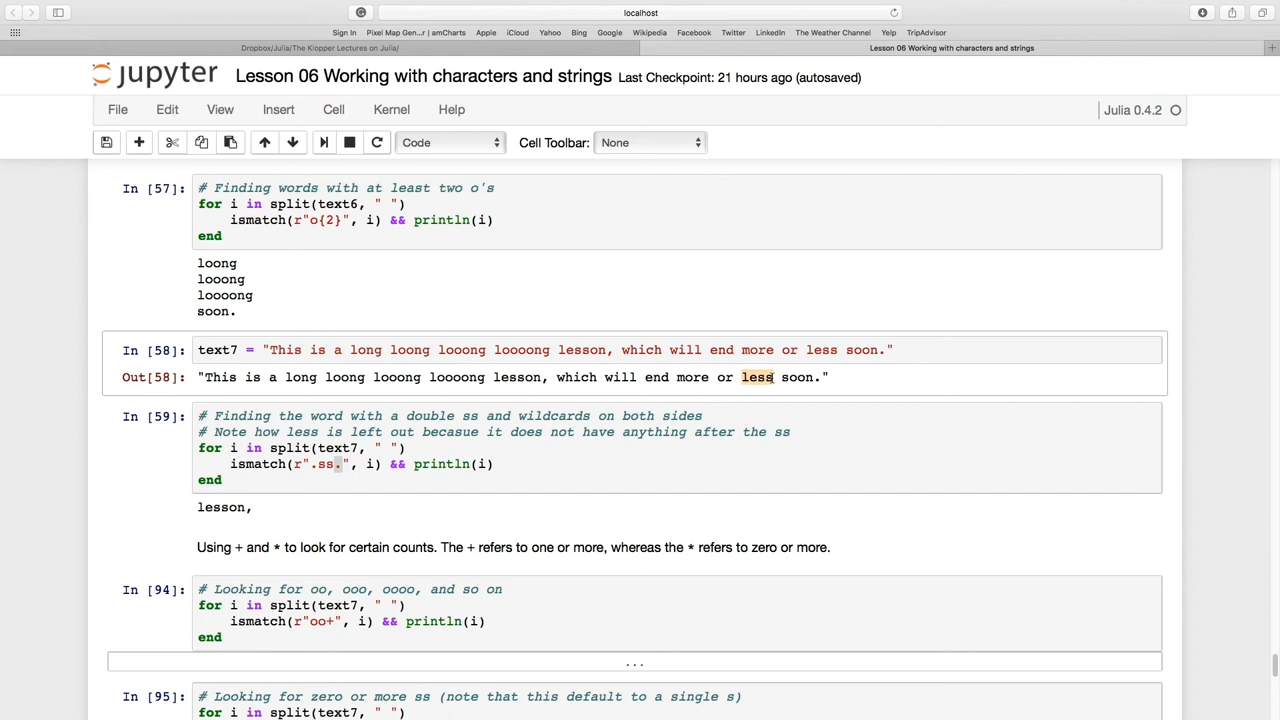 localhost
Sign In Pixel Map Gen...r | amCharts Apple iCloud Yahoo Bing Google Wikipedia Facebook Twitter LinkedIn The Weather Channel Yelp TripAdvisor
Dropbox/Julia/The Klopper Lectures on Julia/ Lesson 06 Working with characters and strings
jupyter Lesson 06 Working with characters and strings Last Checkpoint: 21 hours ago (autosaved)
File Edit View Insert Cell Kernel Help Julia 0.4.2
Code Cell Toolbar: None
In [57]: # Finding words with at least two o's
for i in split(text6, " ")
ismatch(r"o{2}", i) && println(i)
end
loong
looong
loooong
soon.
In [58]: text7 = "This is a long loong looong loooong lesson, which will end more or less soon."
Out[58]: "This is a long loong looong loooong lesson, which will end more or less soon."
In [59]: # Finding the word with a double ss and wildcards on both sides
# Note how less is left out becasue it does not have anything after the ss
for i in split(text7, " ")
ismatch(r".ss.", i) && println(i)
end
lesson,
Using + and * to look for certain counts. The + refers to one or more, whereas the * refers to zero or more.
In [94]: # Looking for oo, ooo, oooo, and so on
for i in split(text7, " ")
ismatch(r"oo+", i) && println(i)
end
...
In [95]: # Looking for zero or more ss (note that this default to a single s)
for i in split(text7, " ")